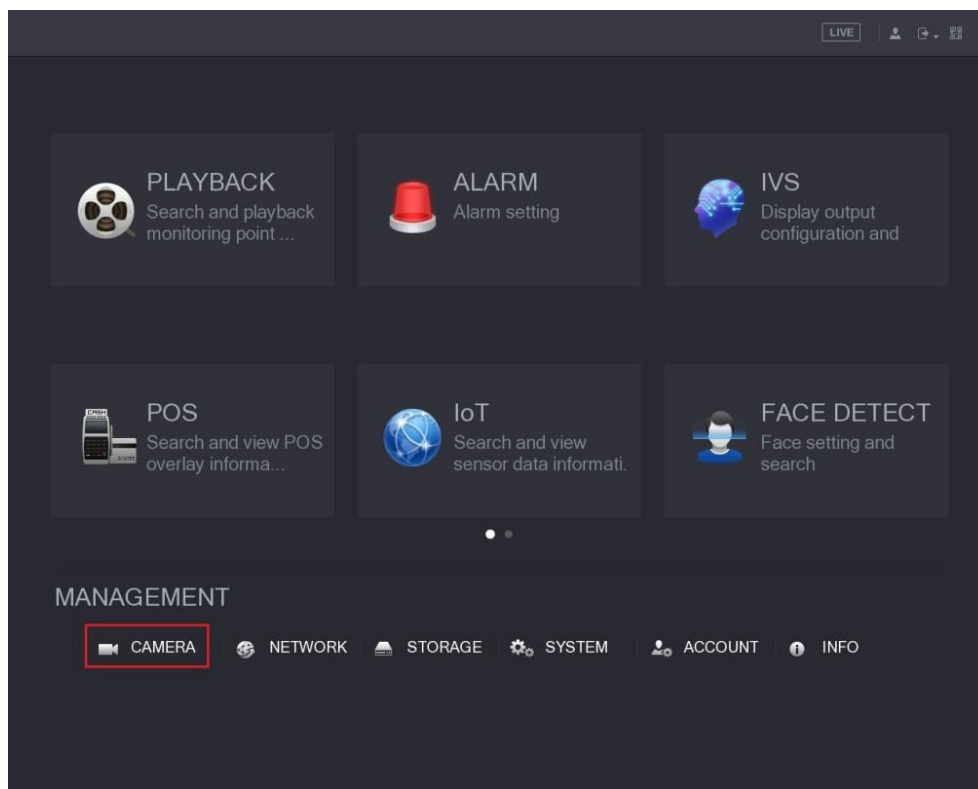 LIVE
PLAYBACK
Search and playback
monitoring point ...
ALARM
Alarm setting
IVS
Display output
configuration and
POS
Search and view POS
overlay informa...
IoT
Search and view
sensor data informati.
FACE DETECT
Face setting and
search
MANAGEMENT
CAMERA NETWORK STORAGE SYSTEM ACCOUNT INFO